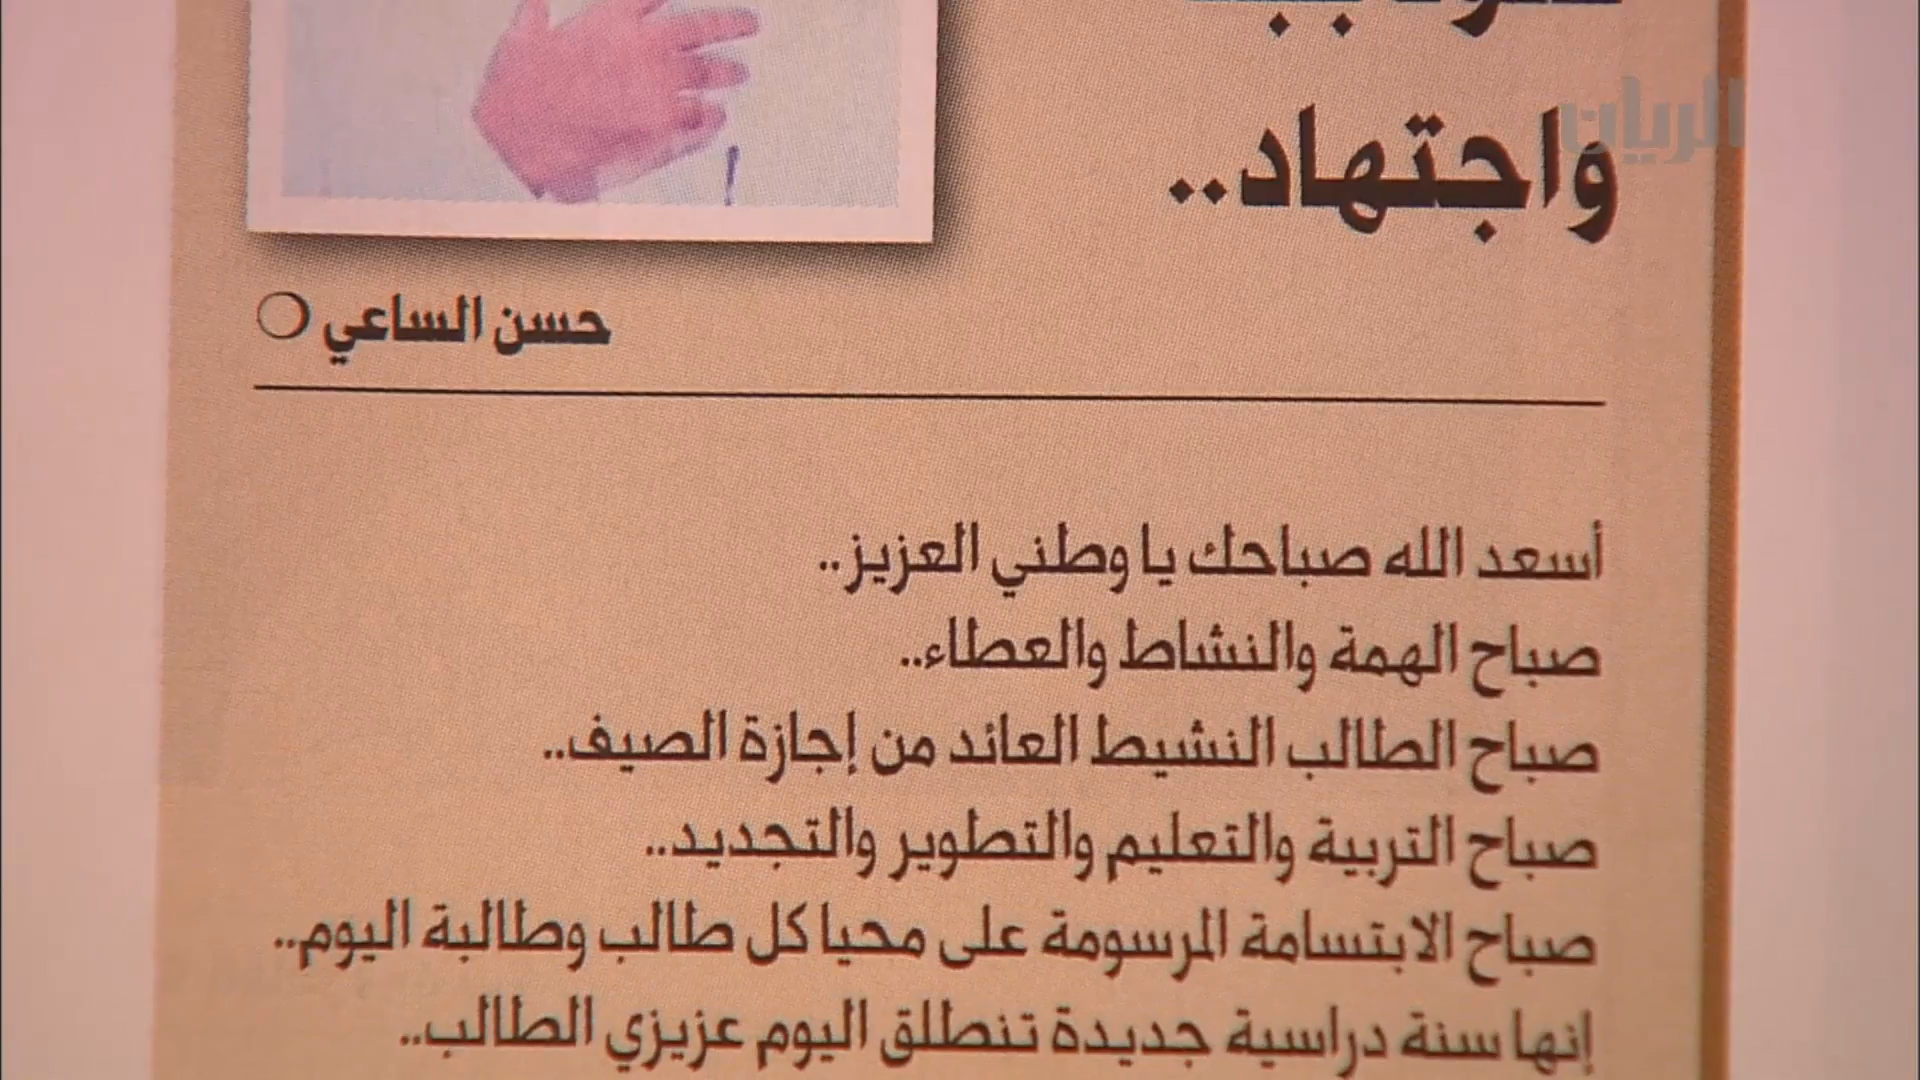 الريان
واجتهاد..
حسن الساعي
أسعد الله صباحك يا وطني العزيز..
صباح الهمة والنشاط والعطاء..
صباح الطالب النشيط العائد من إجازة الصيف..
صباح التربية والتعليم والتطوير والتجديد..
صباح الابتسامة المرسومة على محيا كل طالب وطالبة اليوم..
إنها سنة دراسية جديدة تنطلق اليوم عزيزي الطالب..